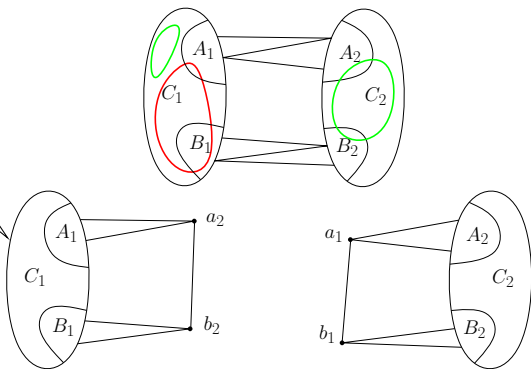 A₁ A₂
C₁ C₂
B₁ B₂
a₂ a₁
A₁ A₂
C₁ C₂
B₁ b₂ b₁ B₂